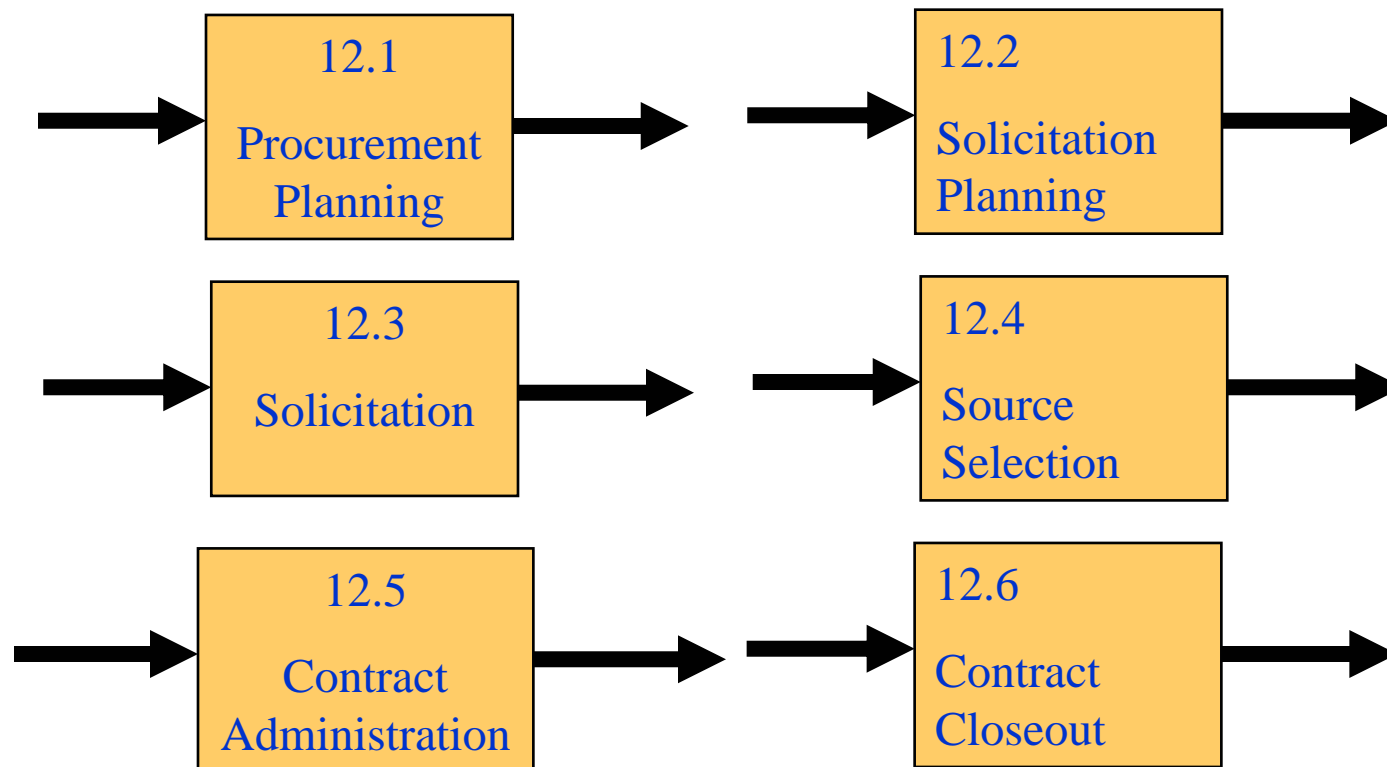 12.1
Procurement
Planning
12.2
Solicitation
Planning
12.3
Solicitation
12.4
Source
Selection
12.5
Contract
Administration
12.6
Contract
Closeout